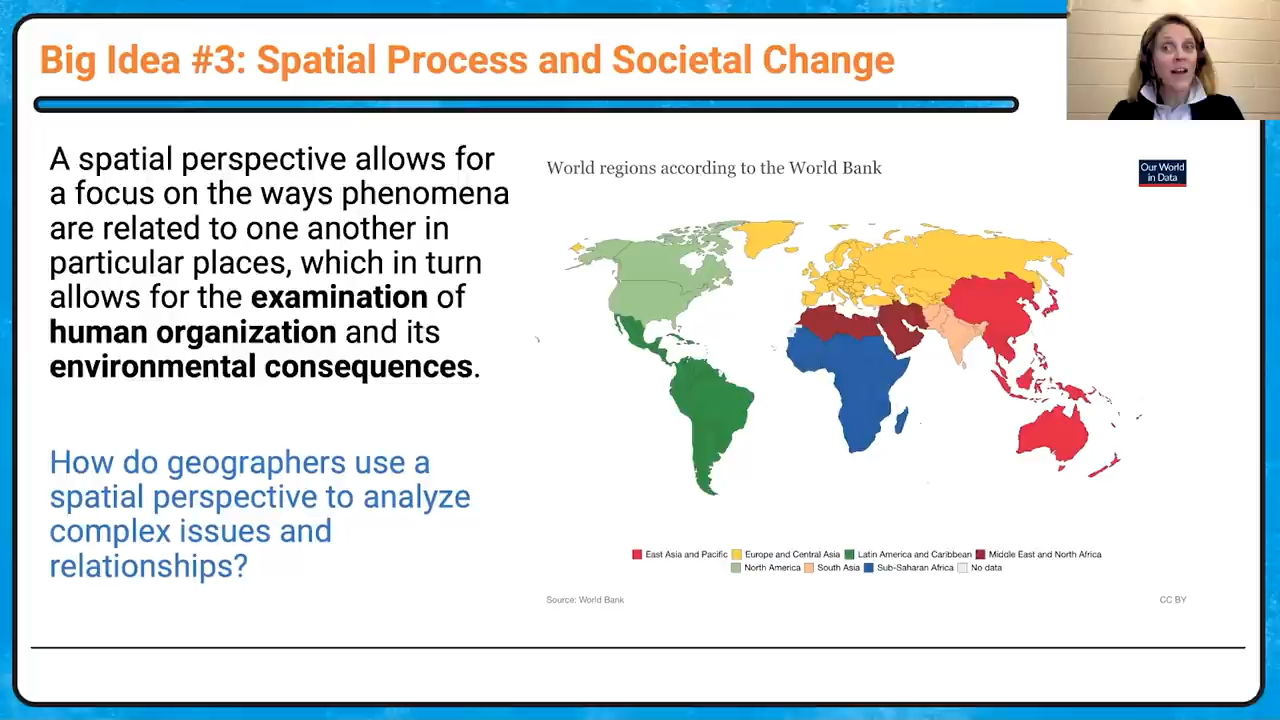 Big Idea #3: Spatial Process and Societal Change
A spatial perspective allows for
a focus on the ways phenomena
are related to one another in
particular places, which in turn
allows for the examination of
human organization and its
environmental consequences.
How do geographers use a
spatial perspective to analyze
complex issues and
relationships?
World regions according to the World Bank
Our World
in Data
East Asia and Pacific Europe and Central Asia Latin America and Caribbean Middle East and North Africa
North America South Asia Sub-Saharan Africa No data
Source: World Bank
CC BY